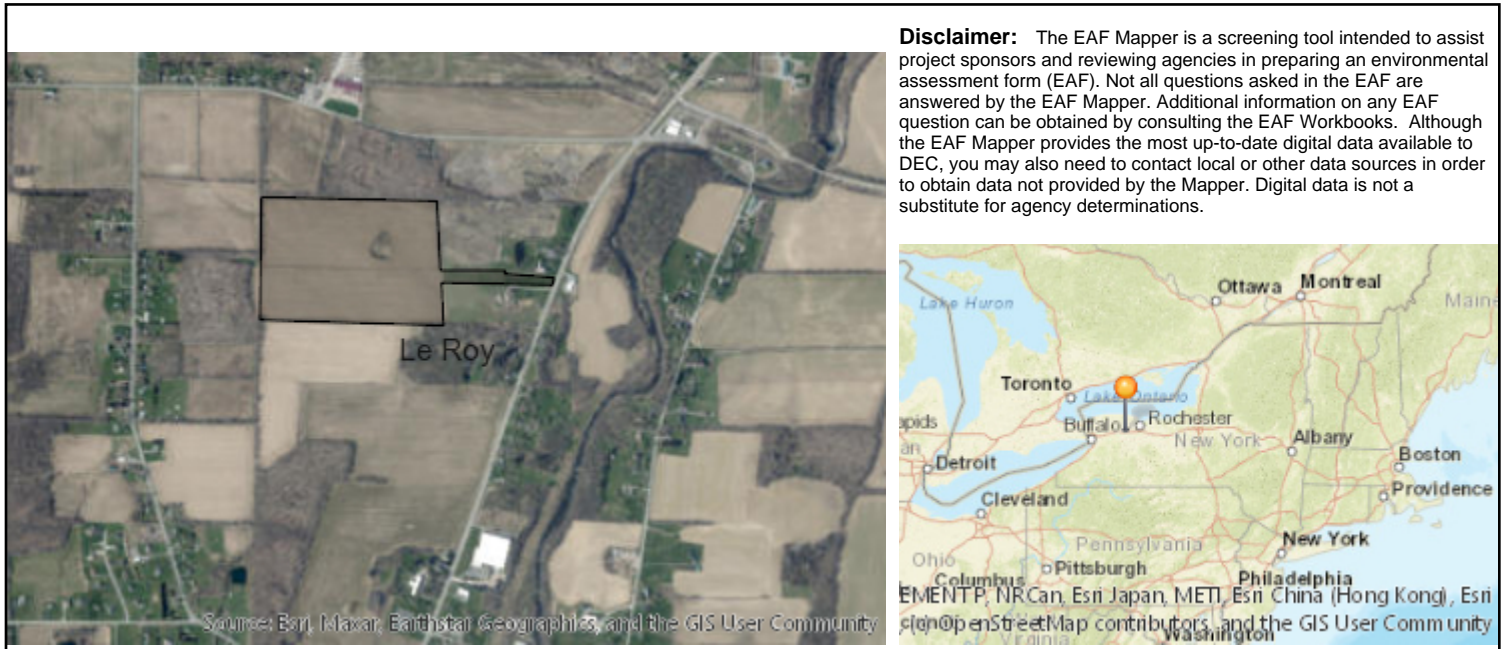 Disclaimer: The EAF Mapper is a screening tool intended to assist
project sponsors and reviewing agencies in preparing an environmental
assessment form (EAF). Not all questions asked in the EAF are
answered by the EAF Mapper. Additional information on any EAF
question can be obtained by consulting the EAF Workbooks. Although
the EAF Mapper provides the most up-to-date digital data available to
DEC, you may also need to contact local or other data sources in order
to obtain data not provided by the Mapper. Digital data is not a
substitute for agency determinations.
Le Roy
Source: Esri, Maxar, Earthstar Geographics, and the GIS User Community
Ottawa
Montreal
Lake Huron
Maine
Toronto
Lake Ontario
Rochester
apids
Buffalo
New York
Albany
an
Detroit
Boston
Providence
Cleveland
New York
Pennsylvania
Ohio
Pittsburgh
Philadelphia
Columbus
EMENT P, NRCan, Esri Japan, METI, Esri China (Hong Kong), Esri
(c) OpenStreetMap contributors, and the GIS User Community
Virginia
Washington